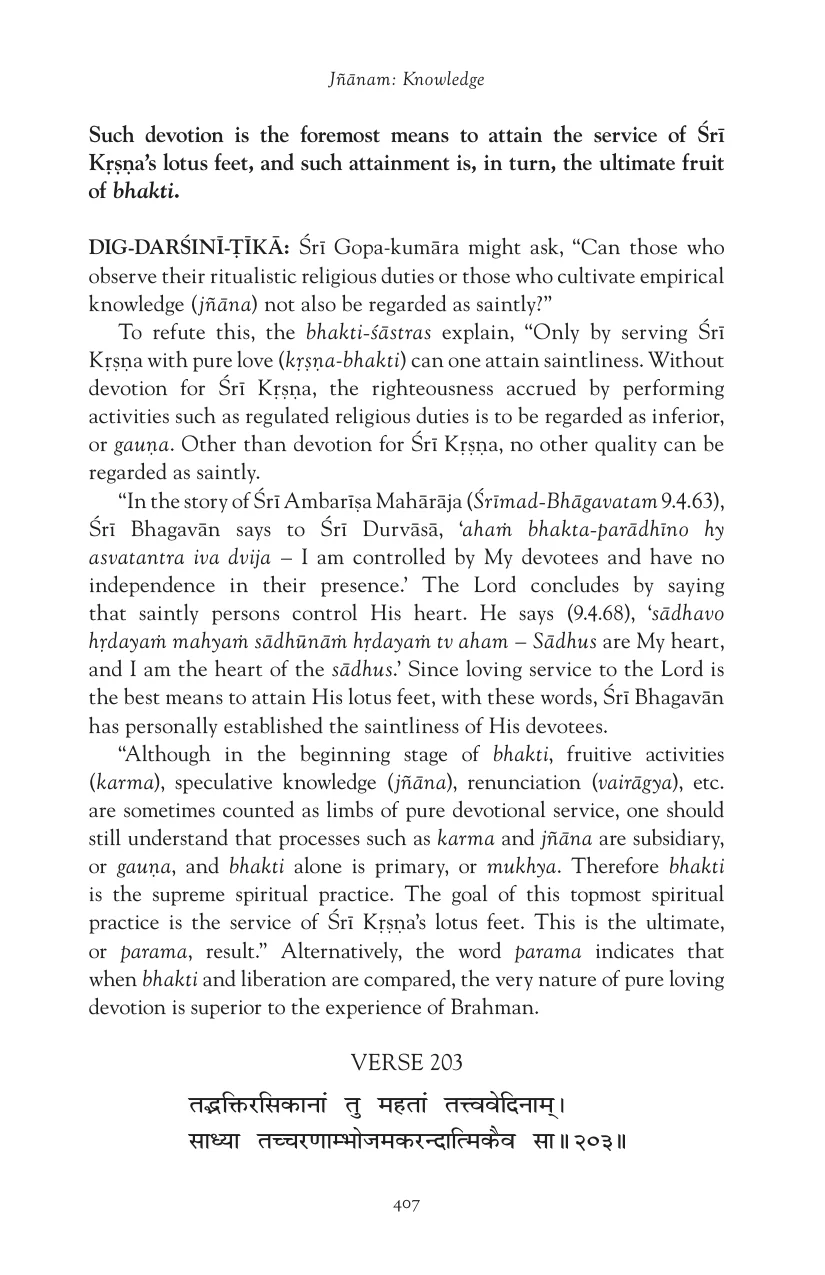 Jñānam: Knowledge
Such devotion is the foremost means to attain the service of Śrī
Kṛṣṇa’s lotus feet, and such attainment is, in turn, the ultimate fruit
of bhakti.
DIG-DARŚINĪ-ṬĪKĀ: Śrī Gopa-kumāra might ask, “Can those who
observe their ritualistic religious duties or those who cultivate empirical
knowledge (jñāna) not also be regarded as saintly?”
To refute this, the bhakti-śāstras explain, “Only by serving Śrī
Kṛṣṇa with pure love (kṛṣṇa-bhakti) can one attain saintliness. Without
devotion for Śrī Kṛṣṇa, the righteousness accrued by performing
activities such as regulated religious duties is to be regarded as inferior,
or gauṇa. Other than devotion for Śrī Kṛṣṇa, no other quality can be
regarded as saintly.
“In the story of Śrī Ambarīṣa Mahārāja (Śrīmad-Bhāgavatam 9.4.63),
Śrī Bhagavān says to Śrī Durvāsā, ‘ahaṁ bhakta-parādhīno hy
asvatantra iva dvija – I am controlled by My devotees and have no
independence in their presence.’ The Lord concludes by saying
that saintly persons control His heart. He says (9.4.68), ‘sādhavo
hṛdayaṁ mahyaṁ sādhūnāṁ hṛdayaṁ tv aham – Sādhus are My heart,
and I am the heart of the sādhus.’ Since loving service to the Lord is
the best means to attain His lotus feet, with these words, Śrī Bhagavān
has personally established the saintliness of His devotees.
“Although in the beginning stage of bhakti, fruitive activities
(karma), speculative knowledge (jñāna), renunciation (vairāgya), etc.
are sometimes counted as limbs of pure devotional service, one should
still understand that processes such as karma and jñāna are subsidiary,
or gauṇa, and bhakti alone is primary, or mukhya. Therefore bhakti
is the supreme spiritual practice. The goal of this topmost spiritual
practice is the service of Śrī Kṛṣṇa’s lotus feet. This is the ultimate,
or parama, result.” Alternatively, the word parama indicates that
when bhakti and liberation are compared, the very nature of pure loving
devotion is superior to the experience of Brahman.
VERSE 203
तद्भक्तिरसिकानां तु महतां तत्त्ववेदिनाम्।
साध्या तच्चरणाम्भोजमकरन्दात्मिकैव सा॥२०३॥
407